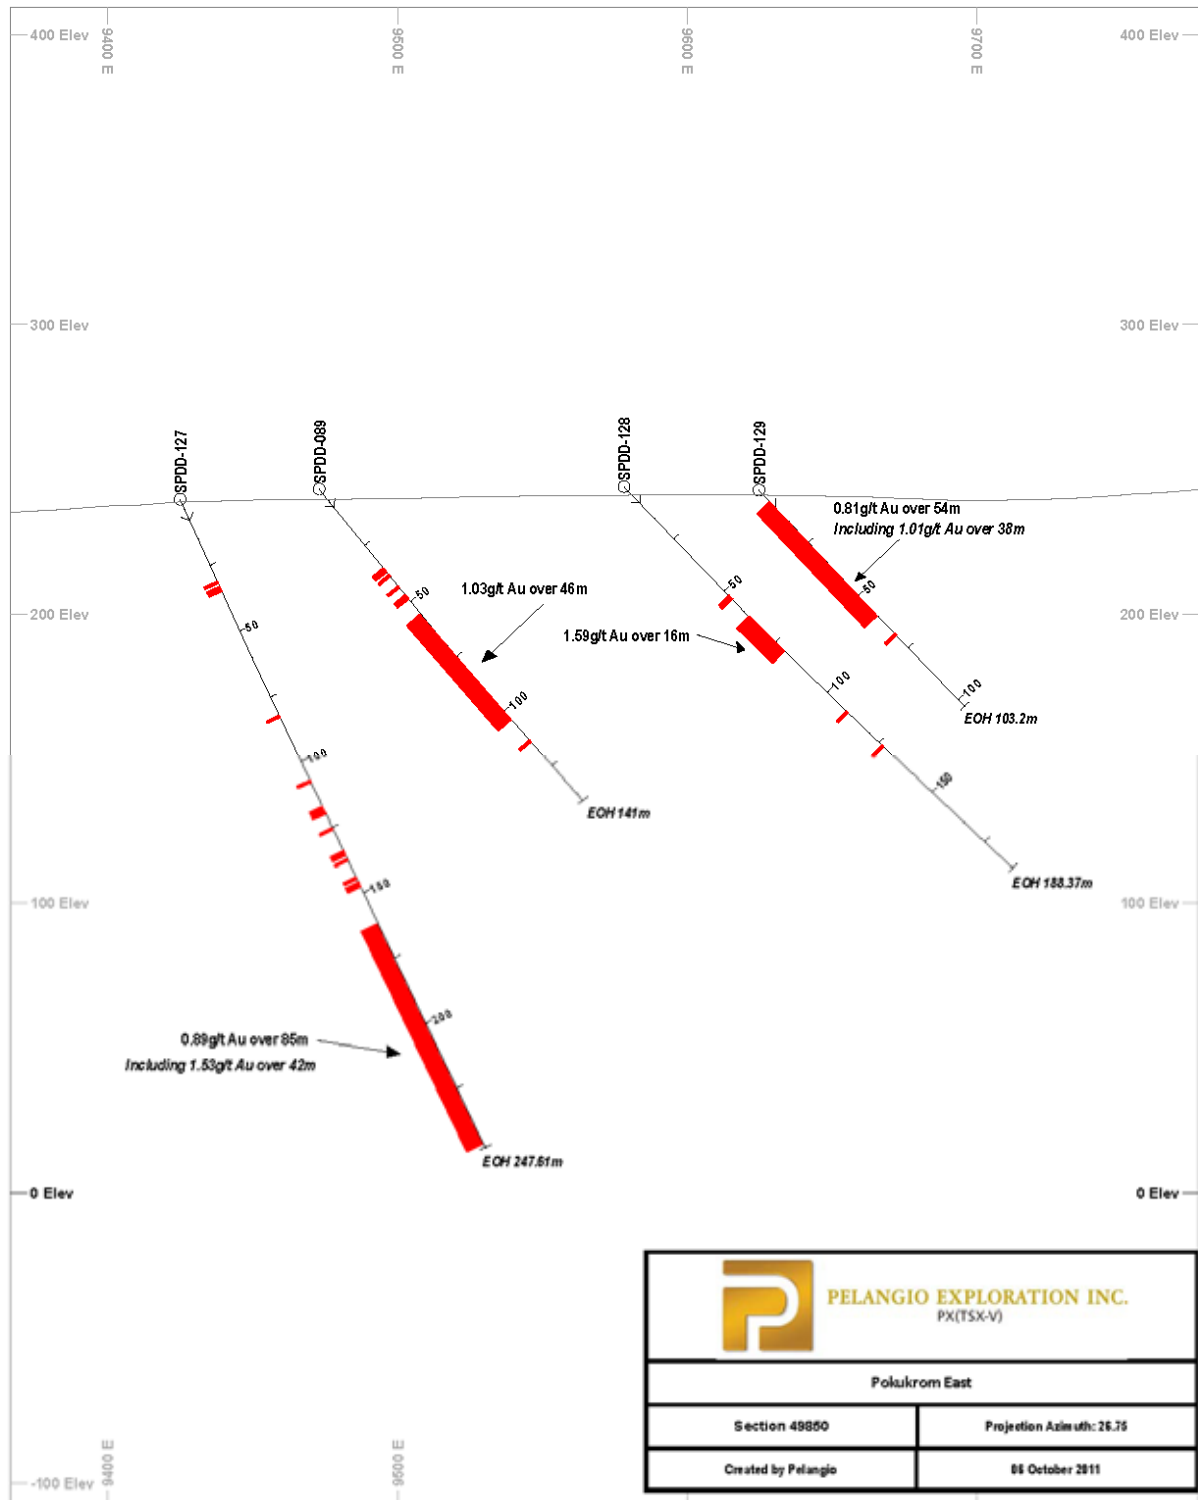 400 Elev
9400 E
9500 E
9600 E
9700 E
400 Elev
300 Elev
300 Elev
SPDD-127
SPDD-089
SPDD-128
SPDD-129
0.81g/t Au over 54m
Including 1.01g/t Au over 38m
50
50
50
50
1.03g/t Au over 46m
200 Elev
200 Elev
1.59g/t Au over 16m
100
100
100
100
EOH 103.2m
150
EOH 141m
150
EOH 188.37m
100 Elev
100 Elev
200
0.89g/t Au over 85m
Including 1.53g/t Au over 42m
EOH 247.61m
0 Elev
0 Elev
PELANGIO EXPLORATION INC.
PX(TSX-V)
Pokukrom East
Section 49850
Projection Azimuth: 26.75
Created by Pelangio
06 October 2011
-100 Elev
9400 E
9500 E